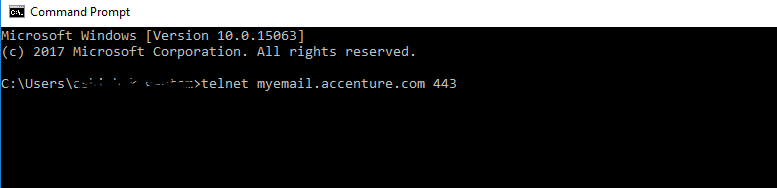 Command Prompt
Microsoft Windows [Version 10.0.15063]
(c) 2017 Microsoft Corporation. All rights reserved.
C:\Users\ >telnet myemail.accenture.com 443